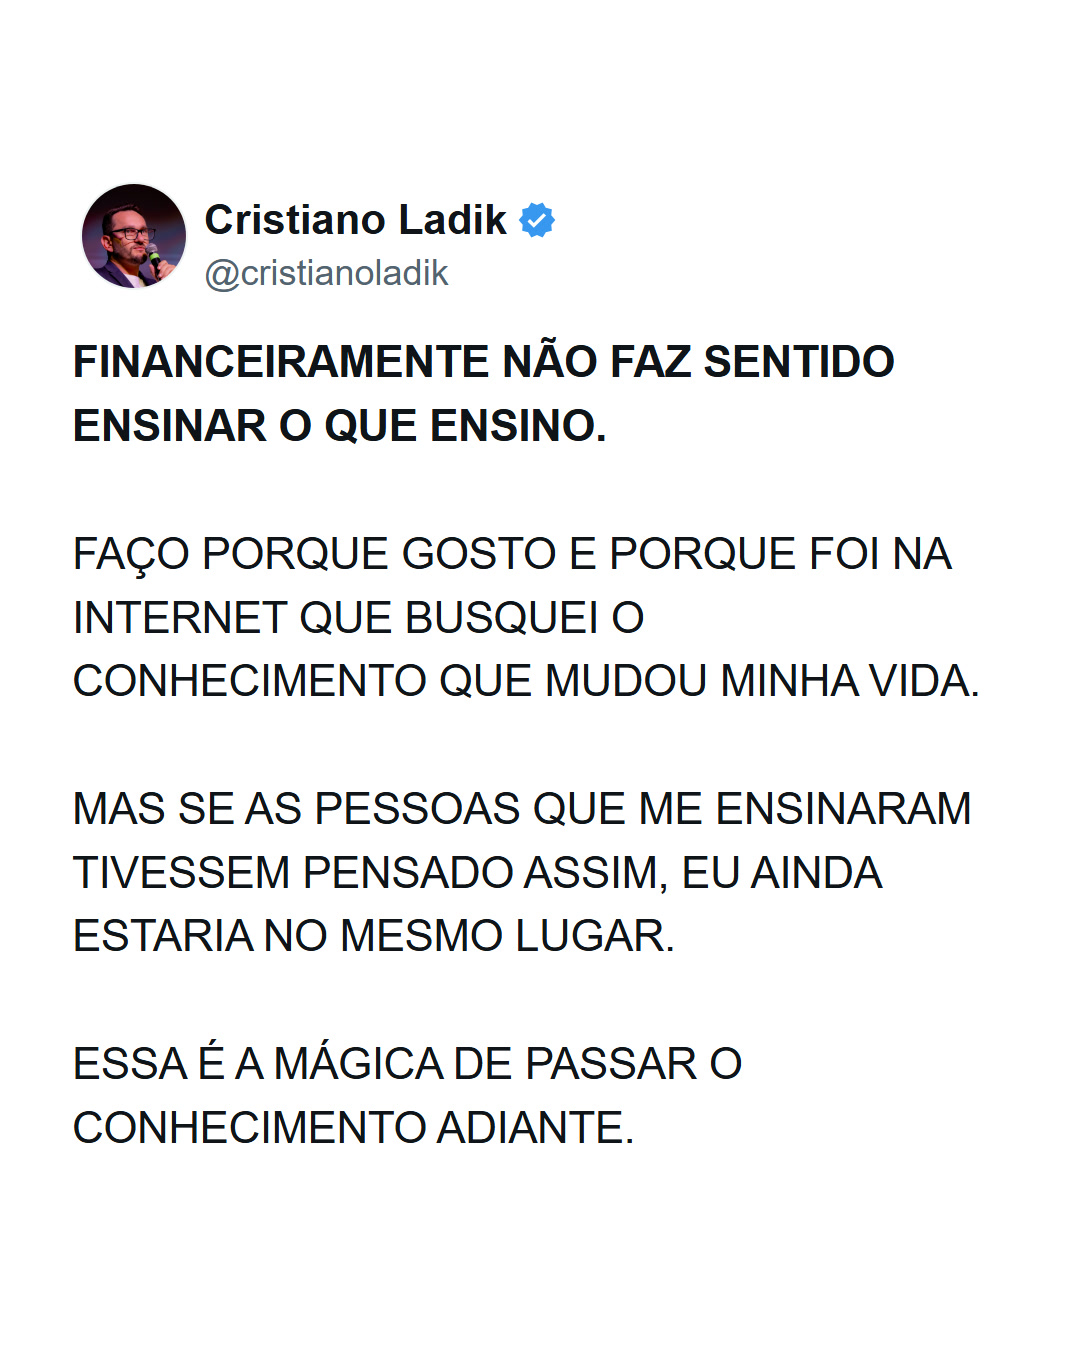 Cristiano Ladik
@cristianoladik
FINANCEIRAMENTE NÃO FAZ SENTIDO
ENSINAR O QUE ENSINO.
FAÇO PORQUE GOSTO E PORQUE FOI NA
INTERNET QUE BUSQUEI O
CONHECIMENTO QUE MUDOU MINHA VIDA.
MAS SE AS PESSOAS QUE ME ENSINARAM
TIVESSEM PENSADO ASSIM, EU AINDA
ESTARIA NO MESMO LUGAR.
ESSA É A MÁGICA DE PASSAR O
CONHECIMENTO ADIANTE.